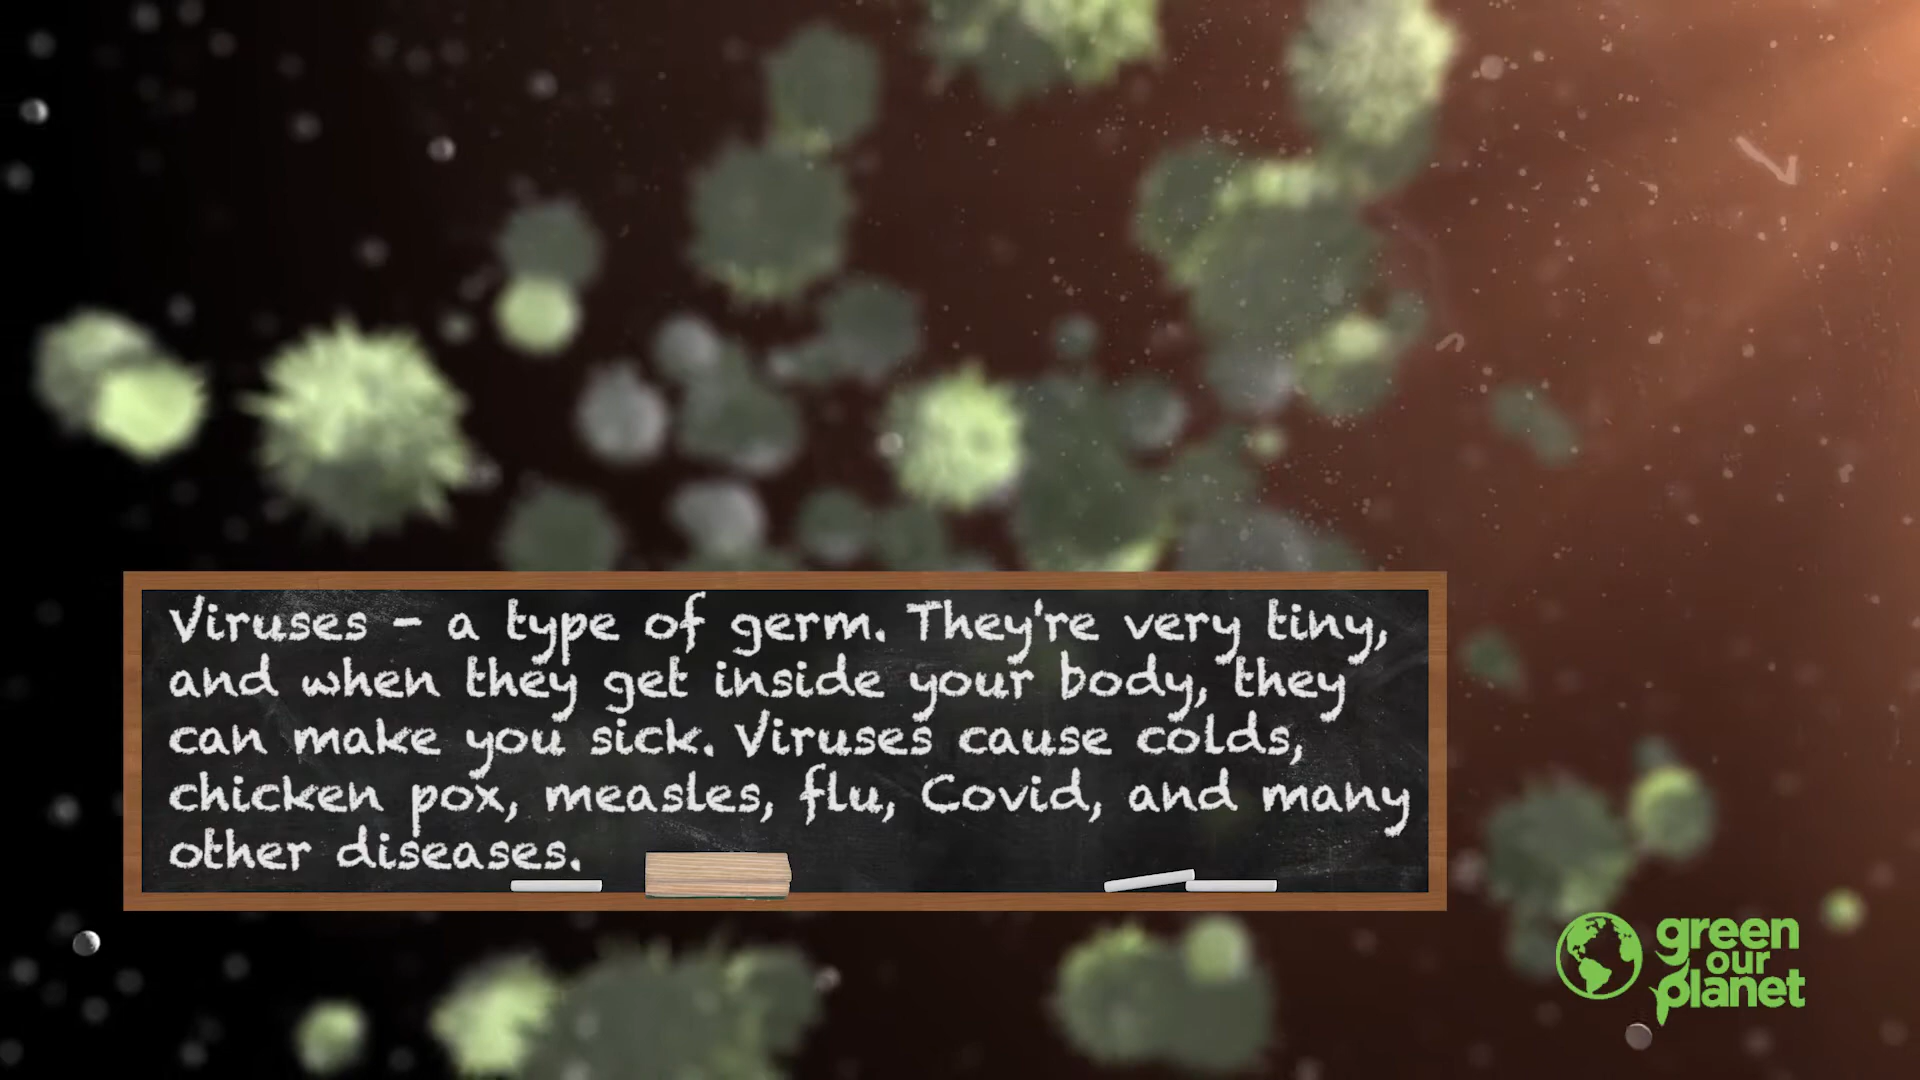 Viruses - a type of germ. They're very tiny,
and when they get inside your body, they
can make you sick. Viruses cause colds,
chicken pox, measles, flu, Covid, and many
other diseases.
green
our
planet